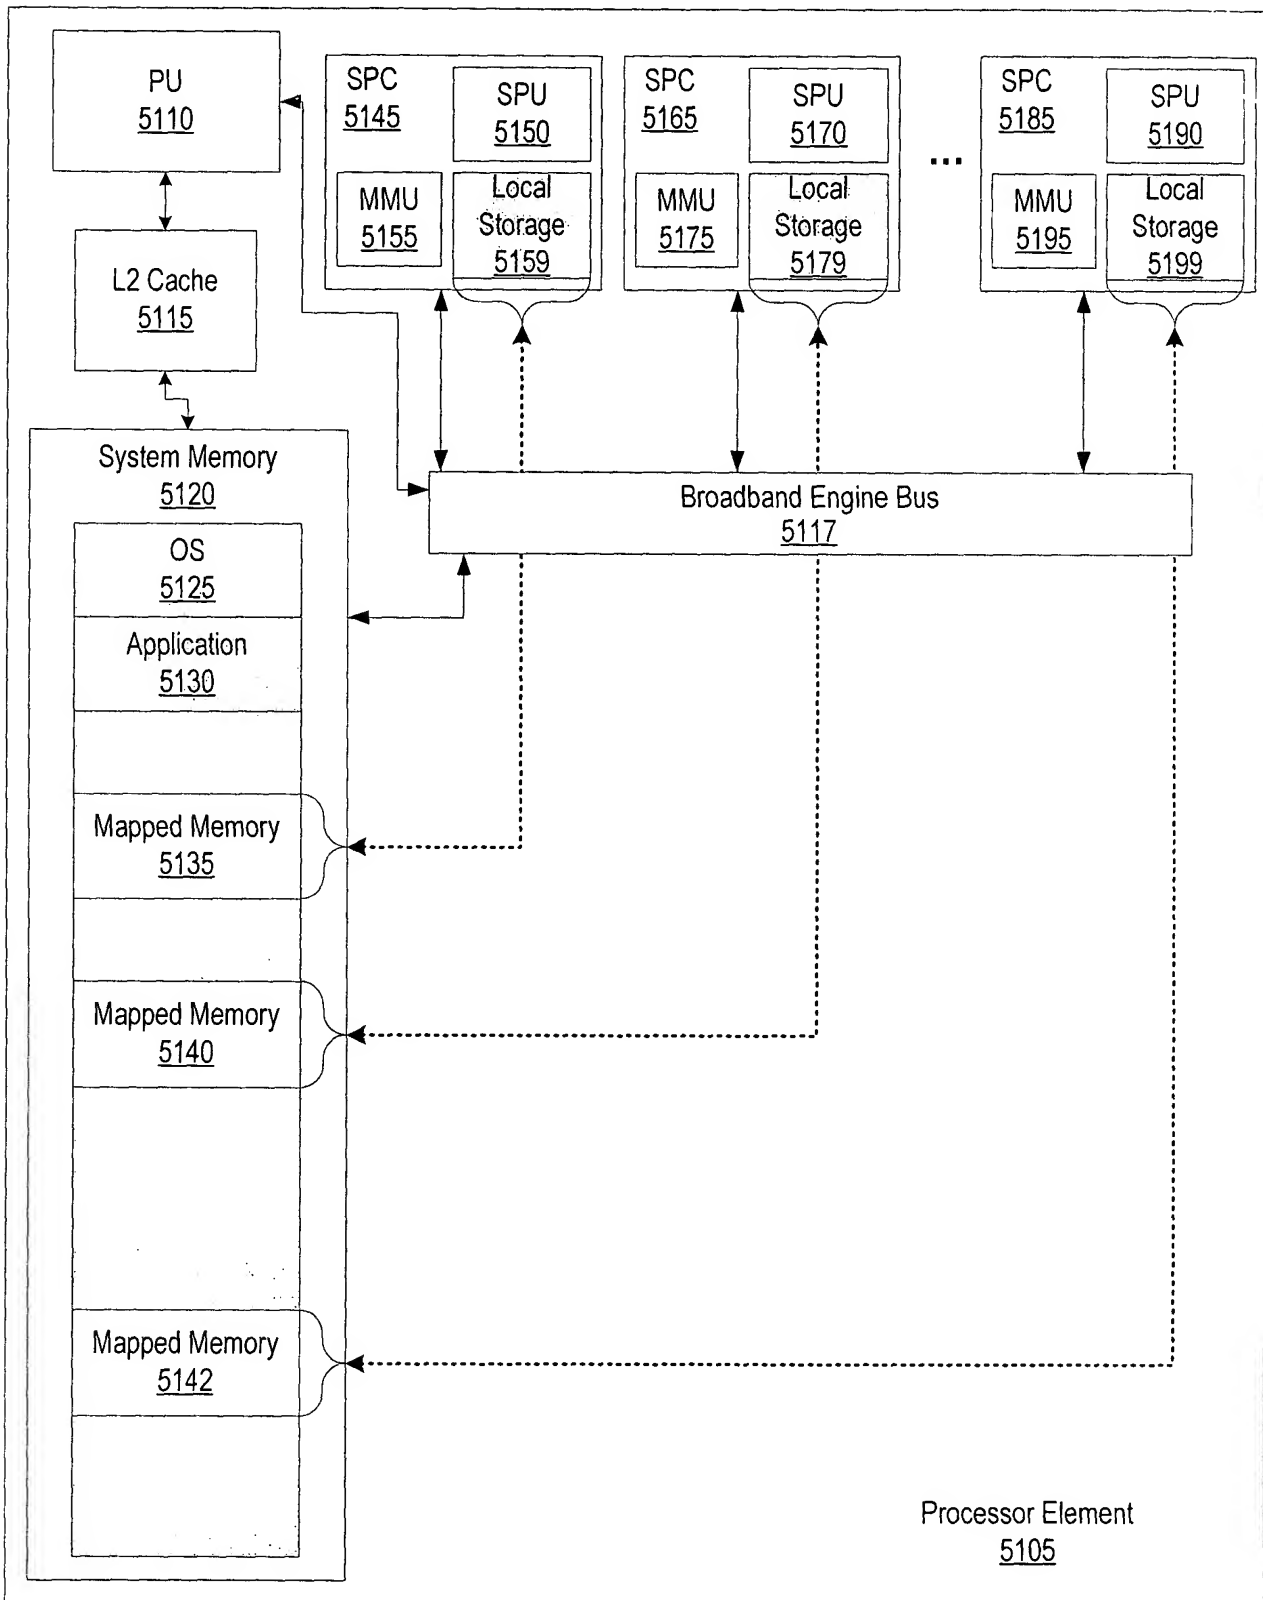 PU
5110
L2 Cache
5115
SPC
5145
SPU
5150
MMU
5155
Local
Storage
5159
SPC
5165
SPU
5170
MMU
5175
Local
Storage
5179
...
SPC
5185
SPU
5190
MMU
5195
Local
Storage
5199
Broadband Engine Bus
5117
System Memory
5120
OS
5125
Application
5130
Mapped Memory
5135
Mapped Memory
5140
Mapped Memory
5142
Processor Element
5105